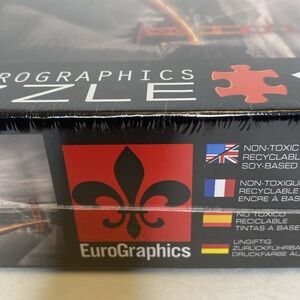 ROGRAPHICS
ZZLE
EuroGraphics
NON-TOXIC
RECYCLABLE
SOY-BASED
NON-TOXIQU
RECYCLABLE
ENCRE À BAS
NO TÓXICO
RECICLABLE
TINTAS A BASE
UNGIFTIG
ZURÜCKFÜHRBA
DRUCKFARBE AU